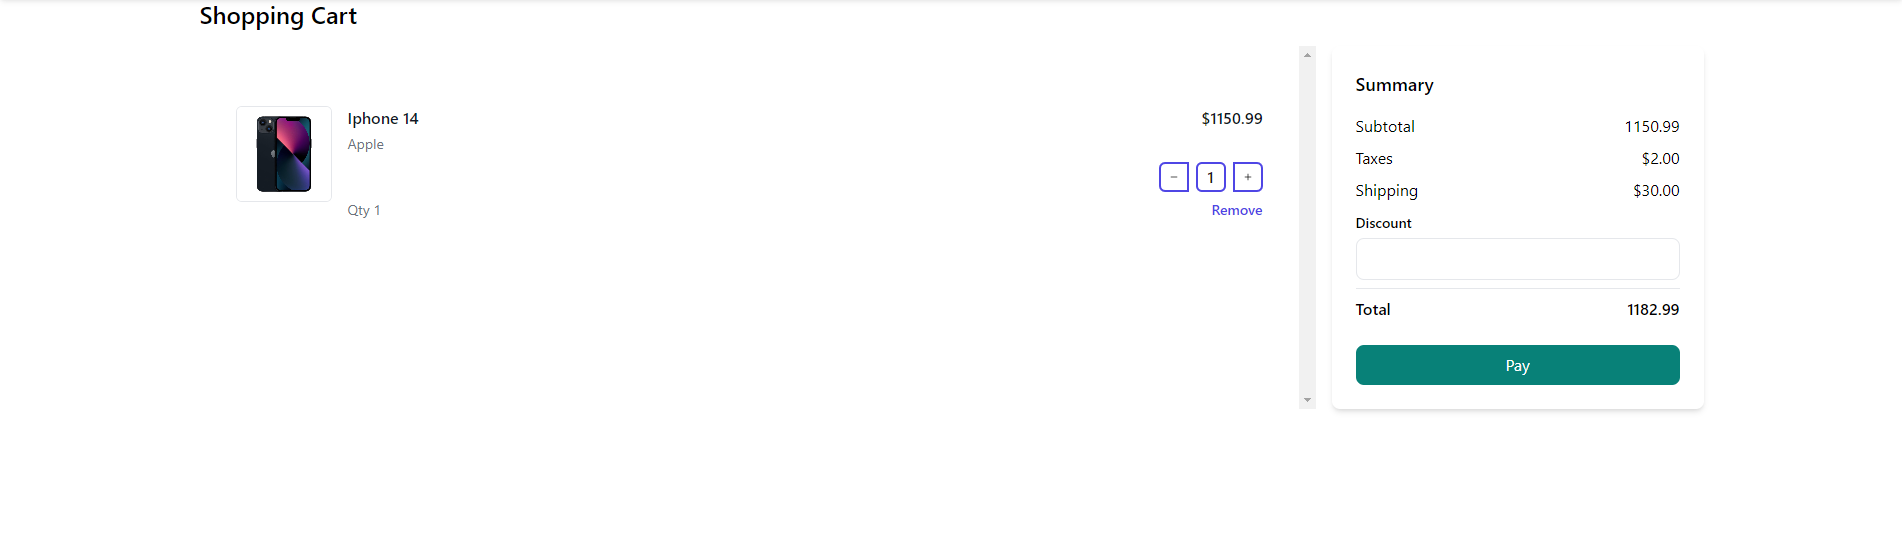 Shopping Cart
Iphone 14
$1150.99
Apple
− 1 +
Qty 1
Remove
Summary
Subtotal 1150.99
Taxes $2.00
Shipping $30.00
Discount
Total 1182.99
Pay